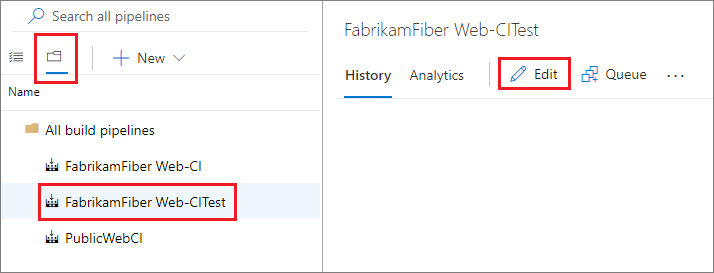 Search all pipelines
New
Name
All build pipelines
FabrikamFiber Web-CI
FabrikamFiber Web-CITest
PublicWebCI
FabrikamFiber Web-CITest
History Analytics Edit Queue ...